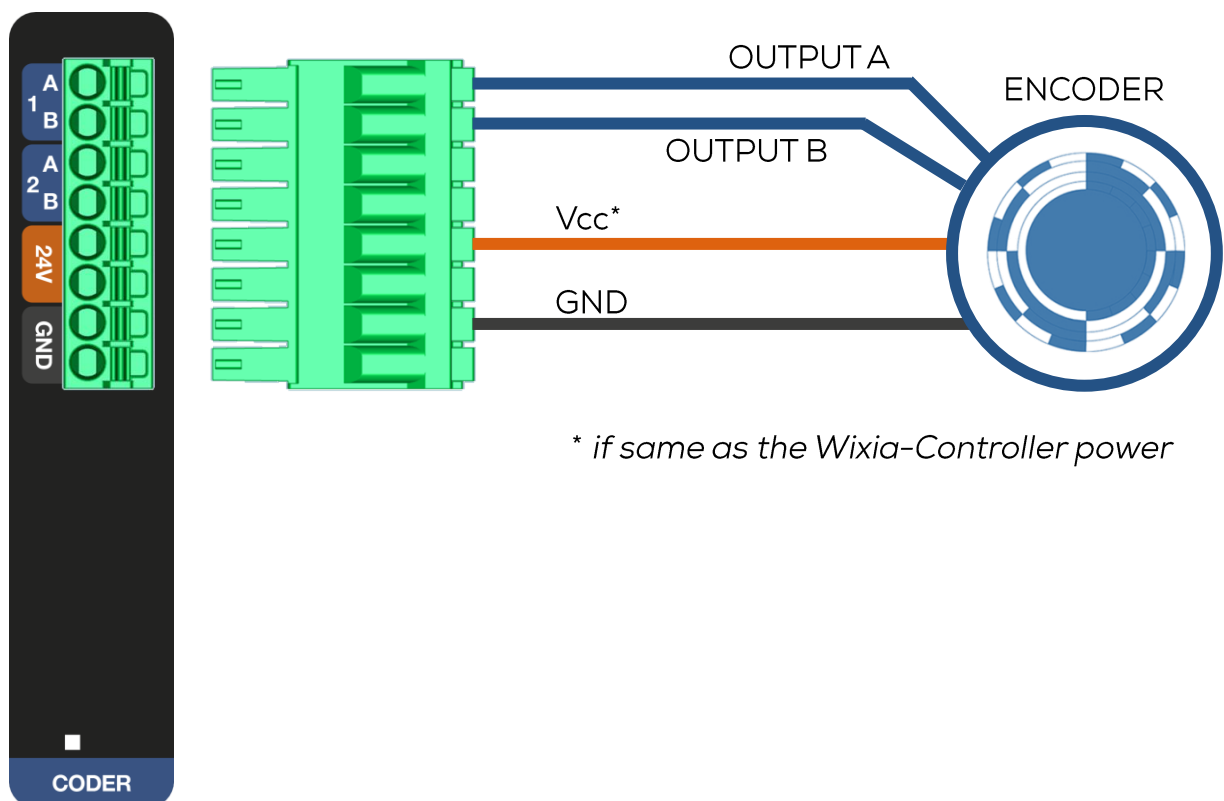 A
1
B
A
2
B
24V
GND
CODER
OUTPUT A
ENCODER
OUTPUT B
Vcc*
GND
* if same as the Wixia-Controller power